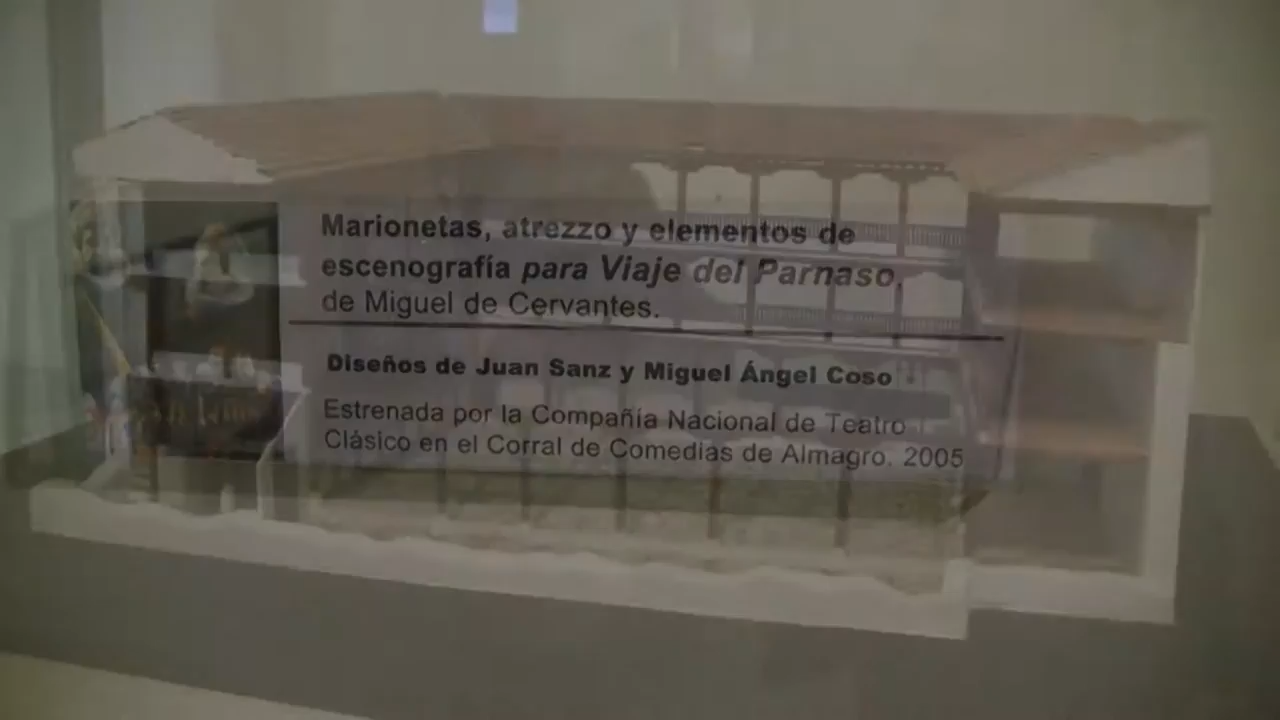 Marionetas, atrezzo y elementos de
escenografía para Viaje del Parnaso,
de Miguel de Cervantes.
Diseños de Juan Sanz y Miguel Ángel Coso
Estrenada por la Compañía Nacional de Teatro
Clásico en el Corral de Comedias de Almagro. 2005